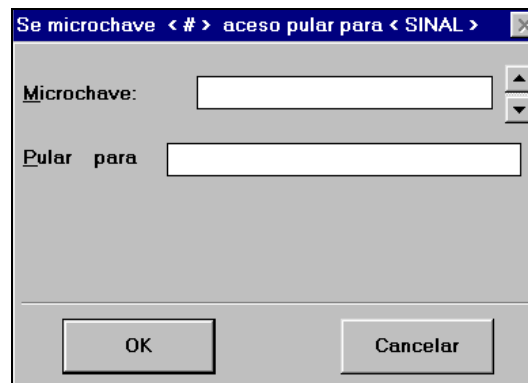 Se microchave < # > aceso pular para < SINAL >
Microchave:
Pular para
OK
Cancelar